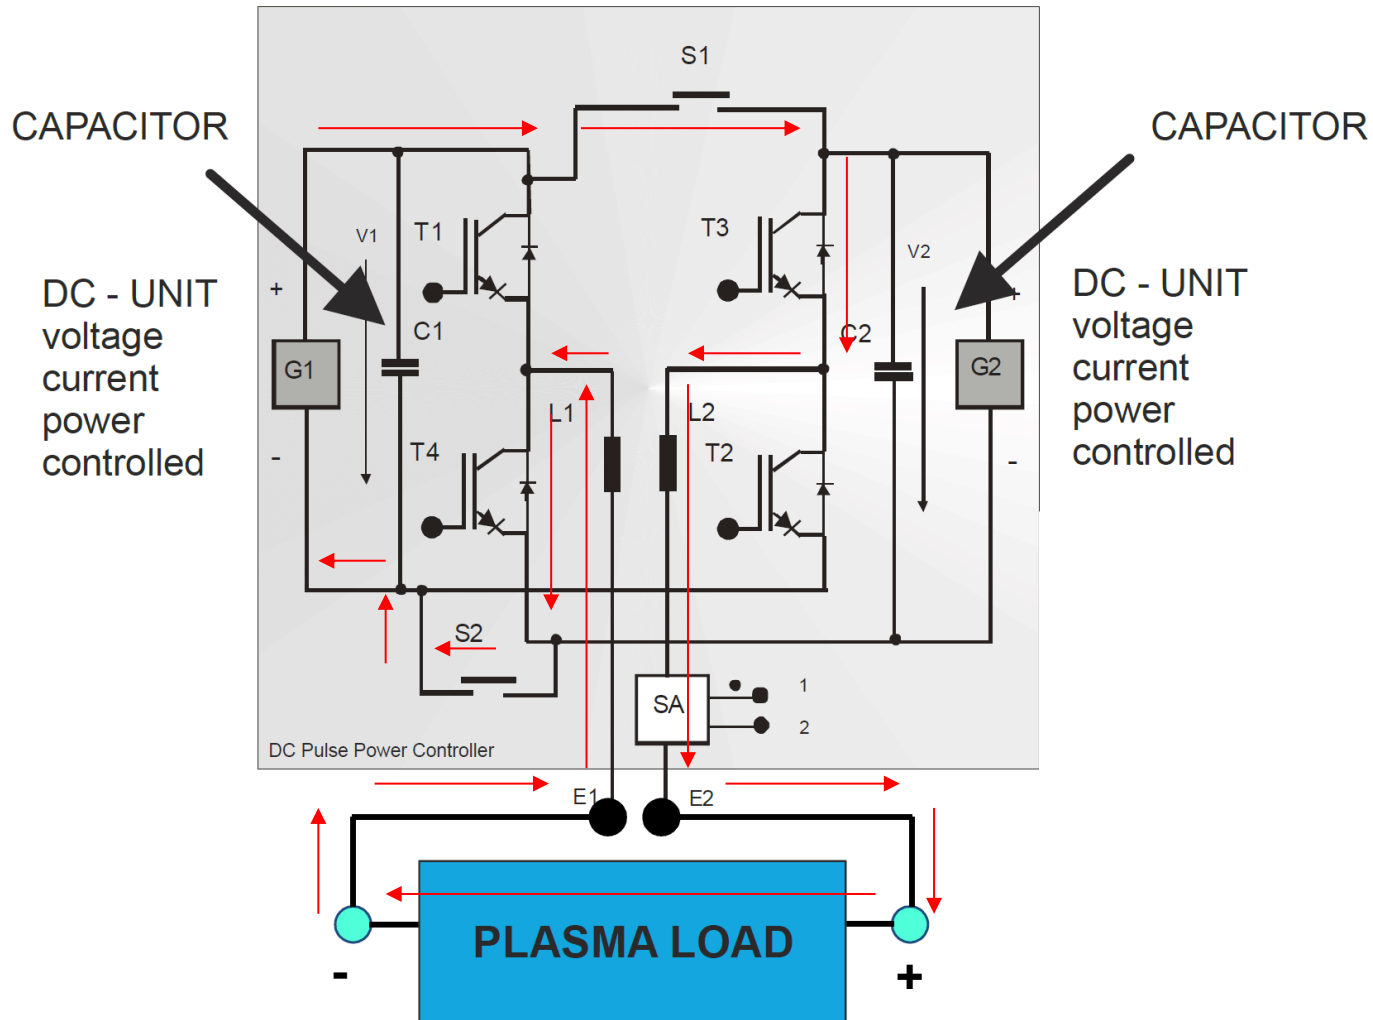 S1
CAPACITOR
CAPACITOR
T1
T3
V1
V2
DC - UNIT
voltage
current
power
controlled
+
+
DC - UNIT
voltage
current
power
controlled
C1
C2
G1
G2
L1
L2
T4
T2
-
-
S2
SA
1
2
DC Pulse Power Controller
E1
E2
PLASMA LOAD
-
+